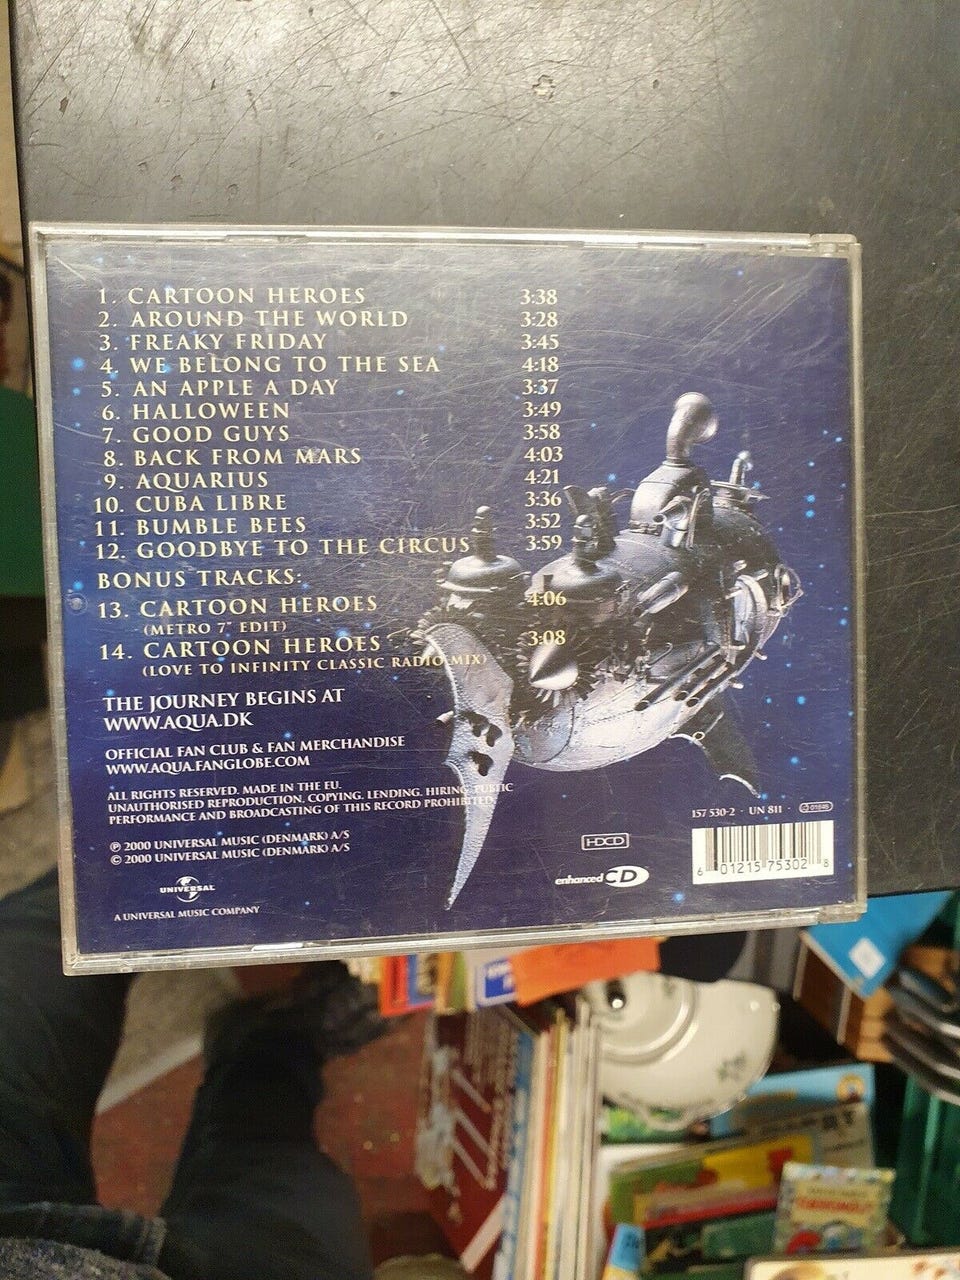 1. CARTOON HEROES 3:38
2. AROUND THE WORLD 3:28
3. FREAKY FRIDAY 3:45
4. WE BELONG TO THE SEA 4:18
5. AN APPLE A DAY 3:37
6. HALLOWEEN 3:49
7. GOOD GUYS 3:58
8. BACK FROM MARS 4:03
9. AQUARIUS 4:21
10. CUBA LIBRE 3:36
11. BUMBLE BEES 3:52
12. GOODBYE TO THE CIRCUS 3:59
BONUS TRACKS:
13. CARTOON HEROES 4:06
(METRO 7" EDIT)
14. CARTOON HEROES 3:08
(LOVE TO INFINITY CLASSIC RADIO MIX)
THE JOURNEY BEGINS AT
WWW.AQUA.DK
OFFICIAL FAN CLUB & FAN MERCHANDISE
WWW.AQUA.FANGLOBE.COM
ALL RIGHTS RESERVED. MADE IN THE EU.
UNAUTHORISED REPRODUCTION, COPYING, LENDING, HIRING, PUBLIC
PERFORMANCE AND BROADCASTING OF THIS RECORD PROHIBITED.
℗ 2000 UNIVERSAL MUSIC (DENMARK) A/S
© 2000 UNIVERSAL MUSIC (DENMARK) A/S
UNIVERSAL
A UNIVERSAL MUSIC COMPANY
HDCD
enhanced CD
157 530-2 · UN 811 ·
6 01215 75302 8